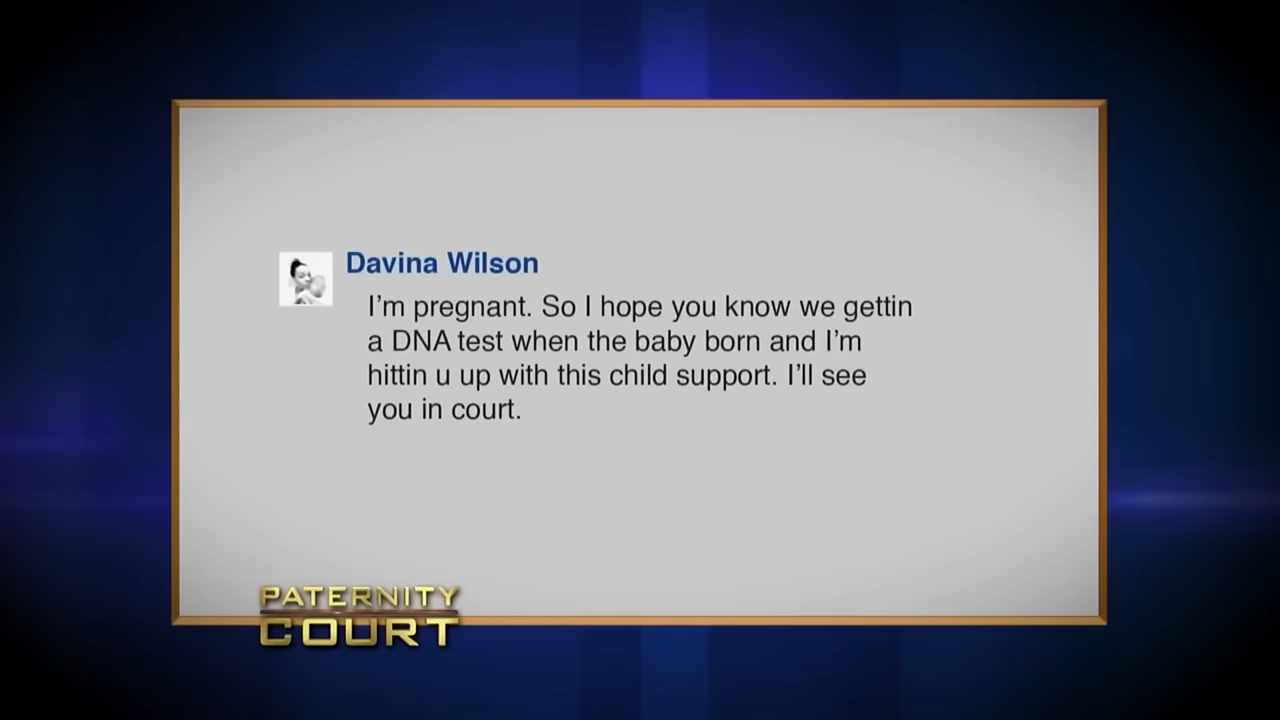 Davina Wilson
I'm pregnant. So I hope you know we gettin
a DNA test when the baby born and I'm
hittin u up with this child support. I'll see
you in court.
PATERNITY
COURT